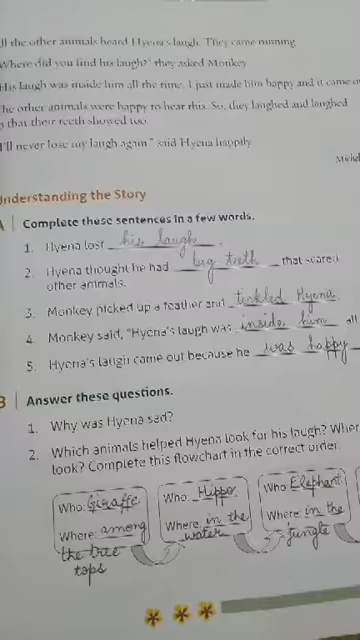 ll the other animals heard Hyena's laugh. They came running
Where did you find his laugh?" they asked Monkey
His laugh was inside him all the time. I just made him happy and it came
he other animals were happy to hear this. So, they laughed and laughed
that their teeth showed too.
I'll never lose my laugh again" said Hyena happily
Understanding the Story
A Complete these sentences in a few words.
1. Hyena lost his laugh.
2. Hyena thought he had big teeth that scared
other animals.
3. Monkey picked up a feather and tickled Hyena.
4. Monkey said, "Hyena's laugh was inside him all
5. Hyena's laugh came out because he was happy
B Answer these questions.
1. Why was Hyena sad?
2. Which animals helped Hyena look for his laugh? Wher
look? Complete this flowchart in the correct order.
Who: Giraffe
Where: among
the tree
tops
Who: Hippo
Where: in the
water
Who: Elephant
Where: in the
jungle